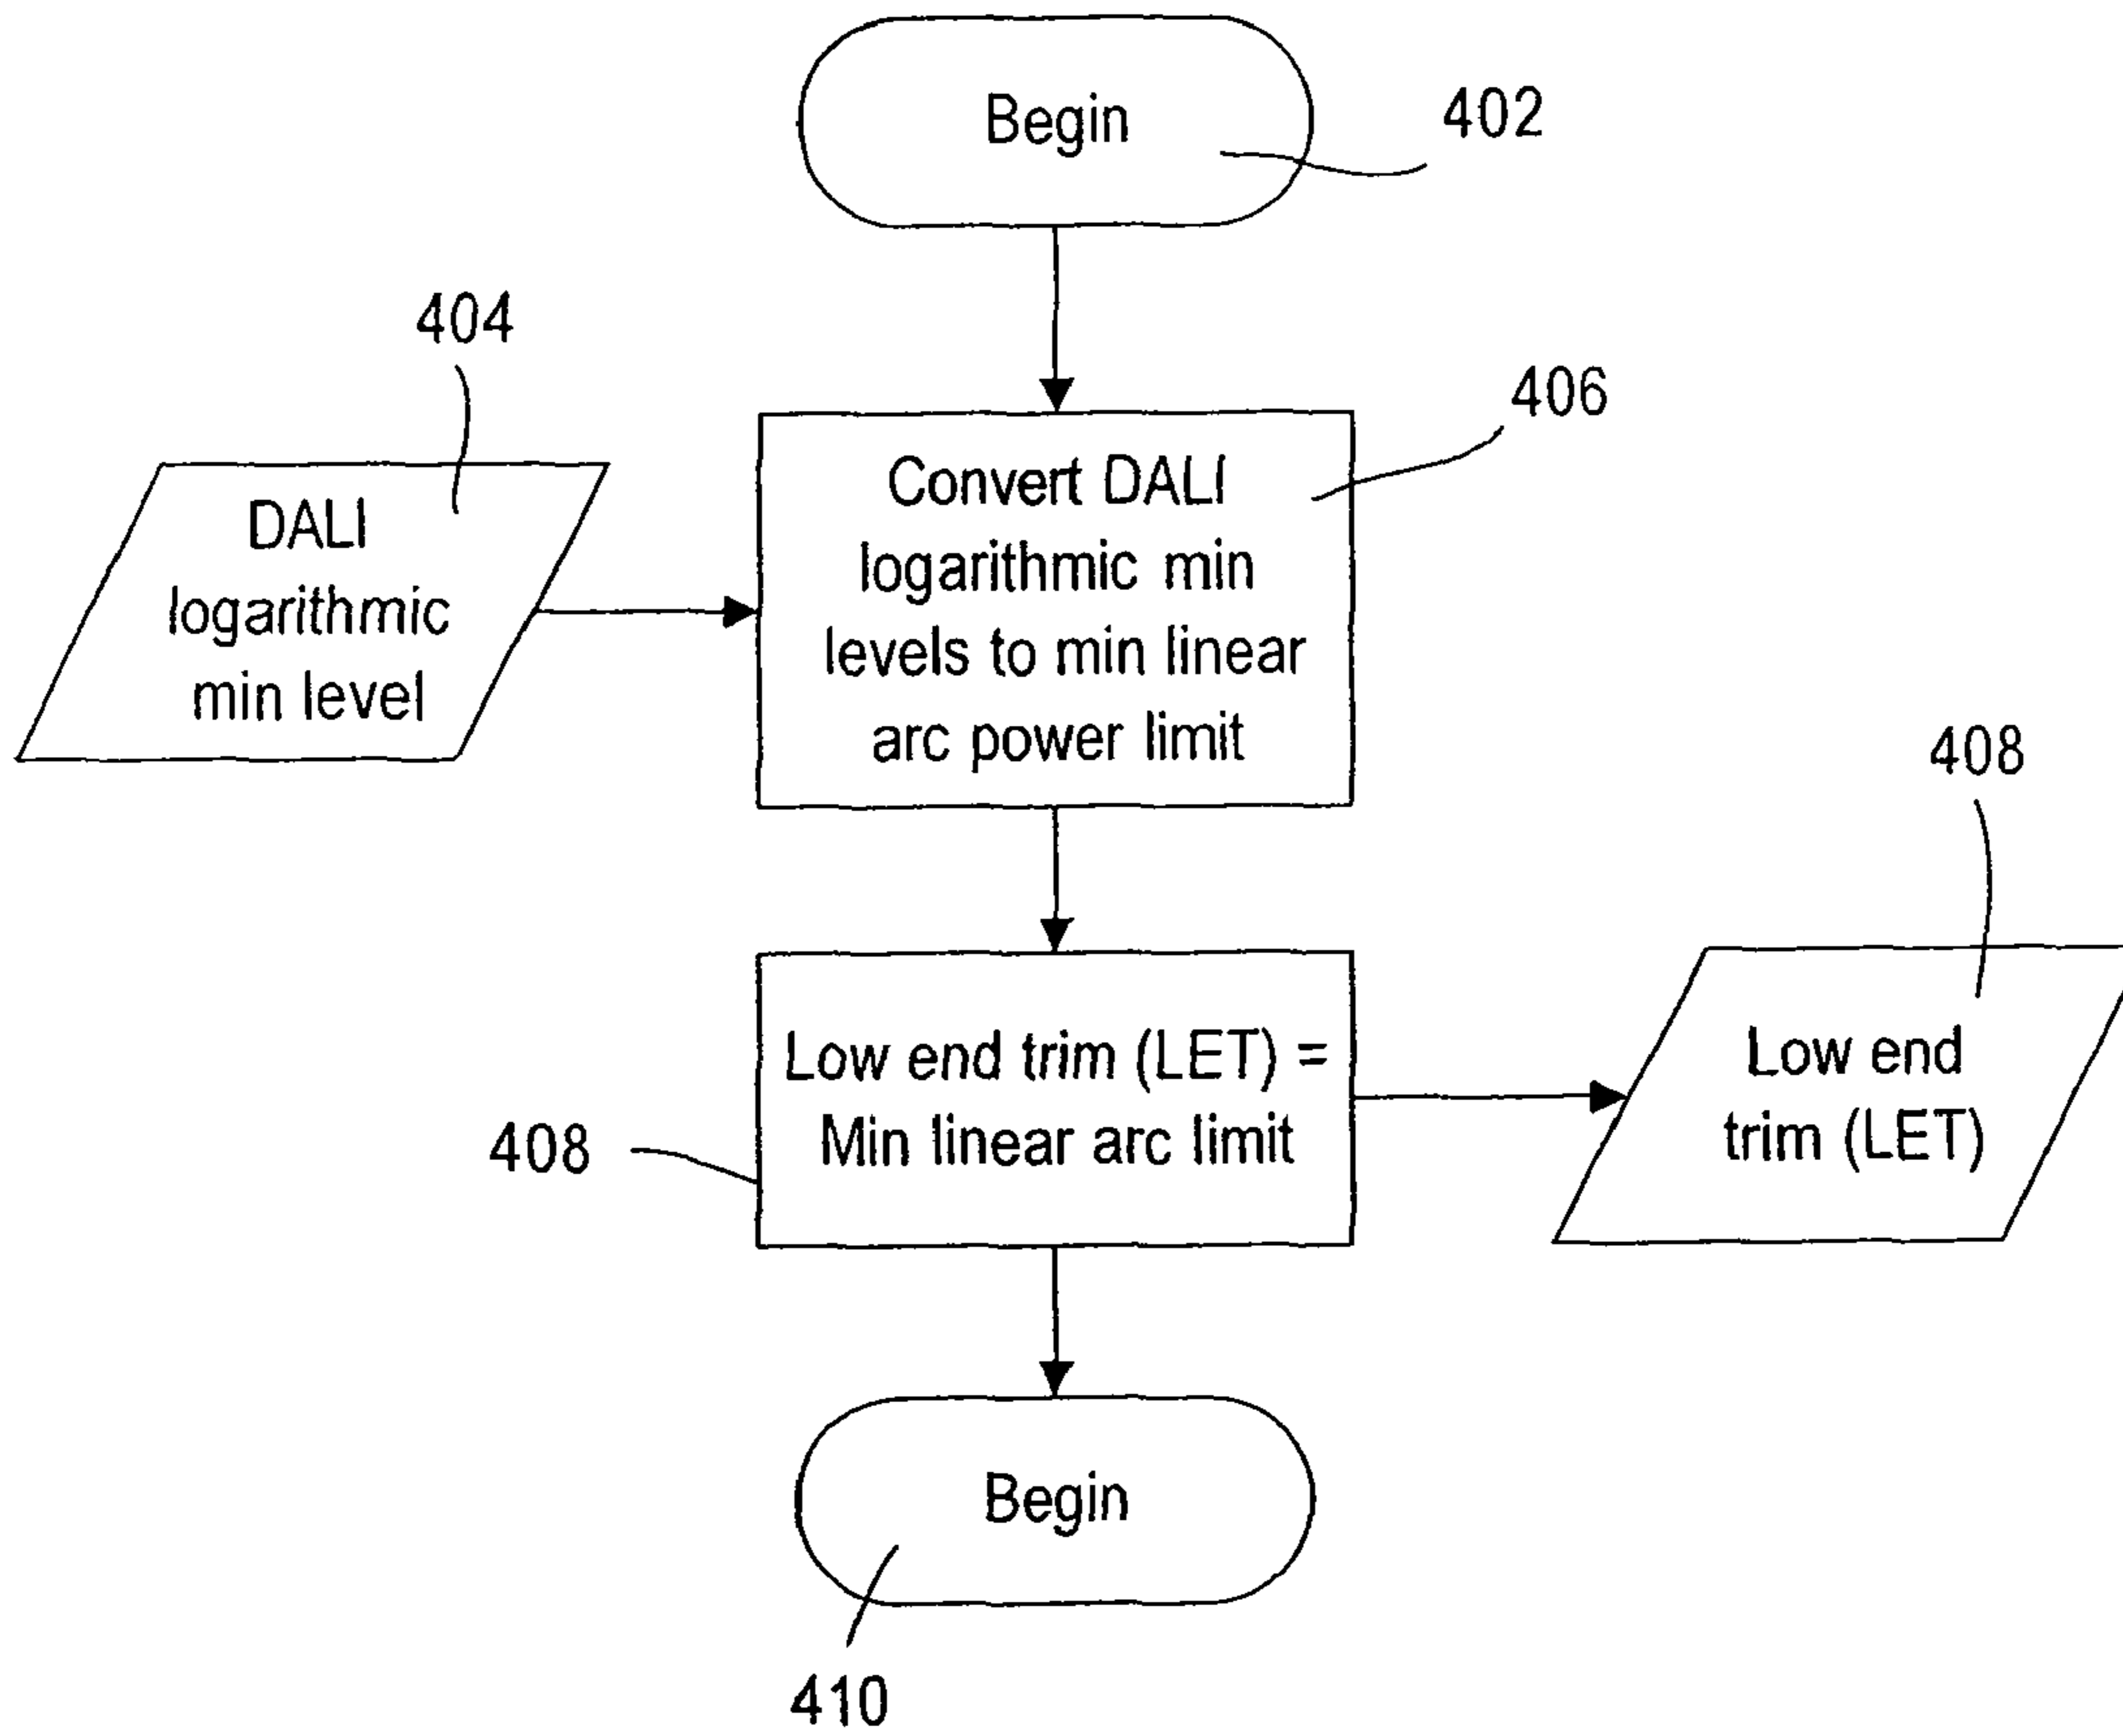 Begin
402
404
DALI
logarithmic
min level
406
Convert DALI
logarithmic min
levels to min linear
arc power limit
408
Low end trim (LET) =
Min linear arc limit
408
Low end
trim (LET)
Begin
410